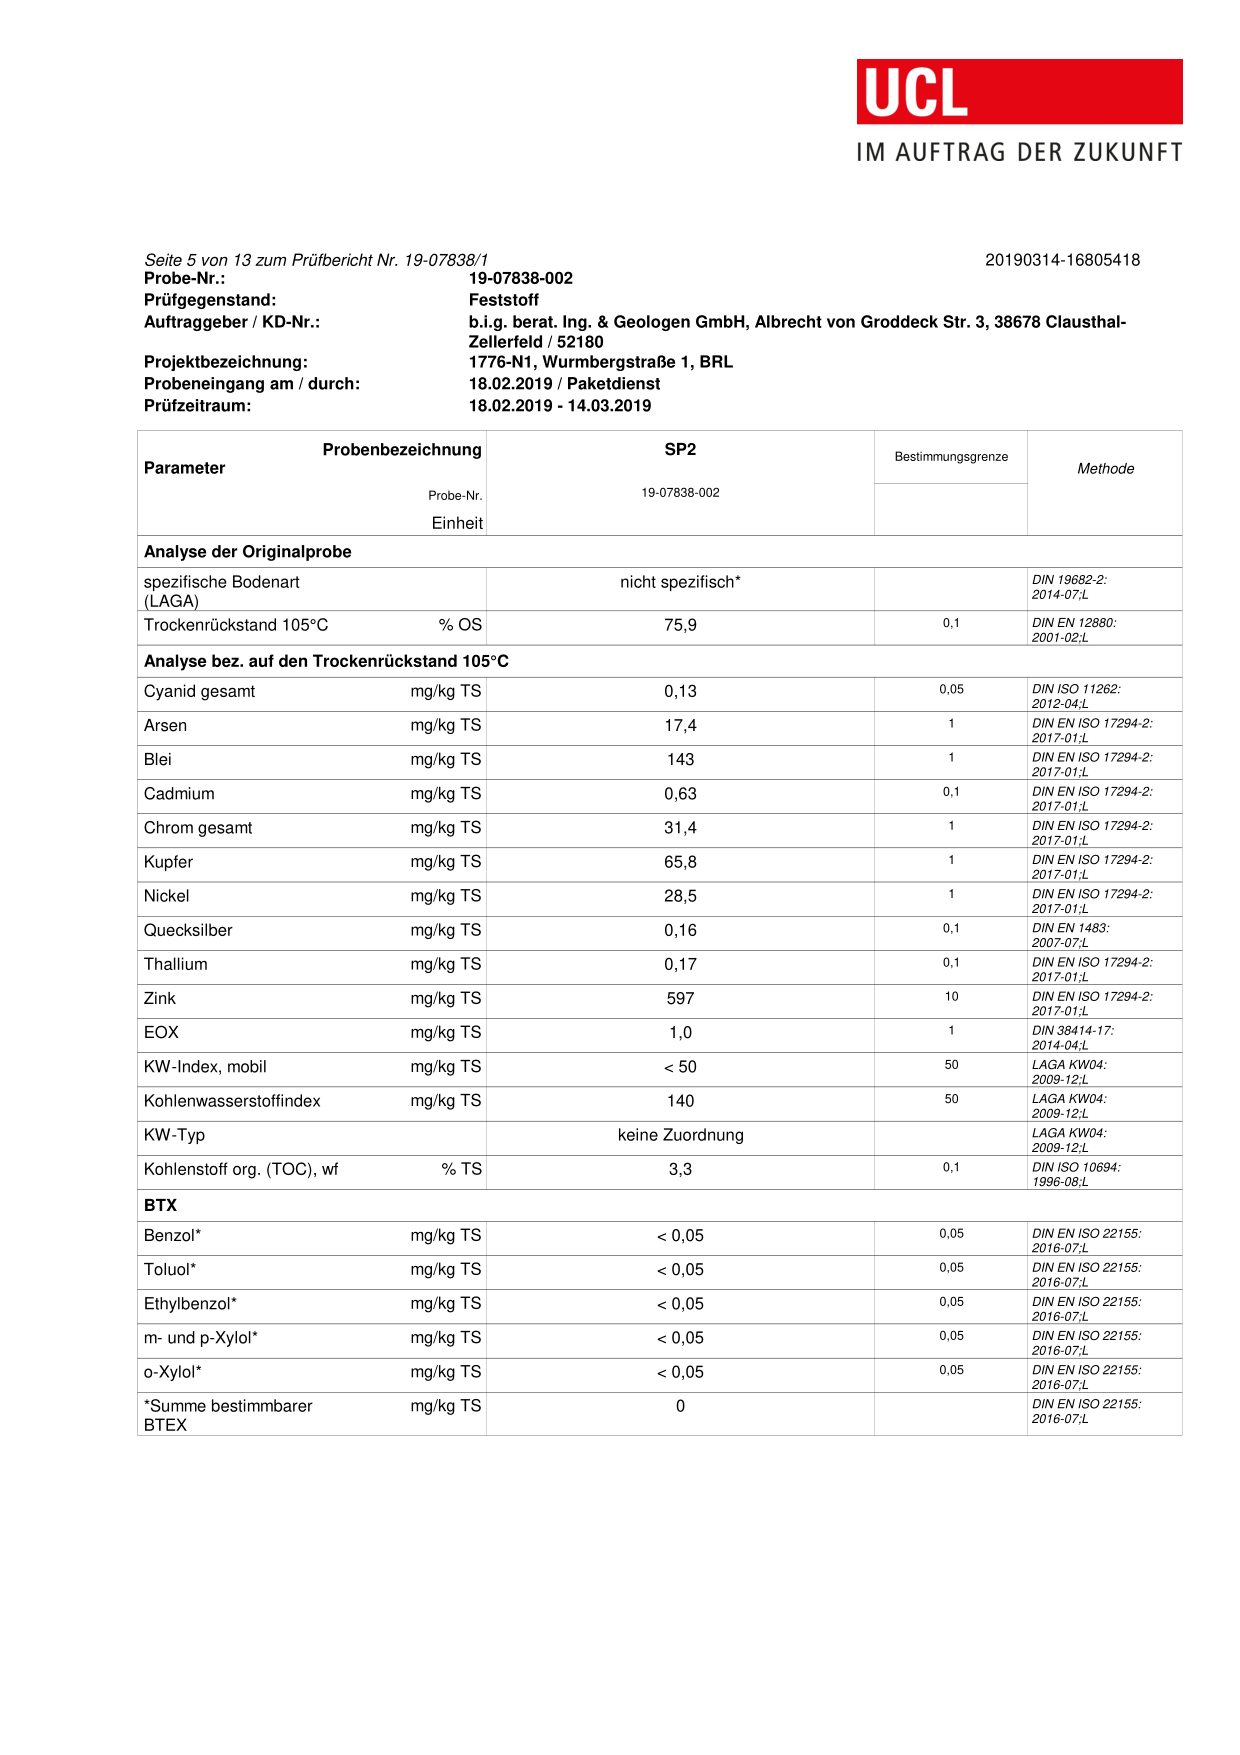 UCL
IM AUFTRAG DER ZUKUNFT
Seite 5 von 13 zum Prüfbericht Nr. 19-07838/1 20190314-16805418
Probe-Nr.: 19-07838-002
Prüfgegenstand: Feststoff
Auftraggeber / KD-Nr.: b.i.g. berat. Ing. & Geologen GmbH, Albrecht von Groddeck Str. 3, 38678 Clausthal-
Zellerfeld / 52180
Projektbezeichnung: 1776-N1, Wurmbergstraße 1, BRL
Probeneingang am / durch: 18.02.2019 / Paketdienst
Prüfzeitraum: 18.02.2019 - 14.03.2019
Probenbezeichnung SP2 Bestimmungsgrenze Methode
Parameter
Probe-Nr. 19-07838-002
Einheit
Analyse der Originalprobe
spezifische Bodenart nicht spezifisch* DIN 19682-2:
(LAGA) 2014-07;L
Trockenrückstand 105°C % OS 75,9 0,1 DIN EN 12880:
2001-02;L
Analyse bez. auf den Trockenrückstand 105°C
Cyanid gesamt mg/kg TS 0,13 0,05 DIN ISO 11262:
2012-04;L
Arsen mg/kg TS 17,4 1 DIN EN ISO 17294-2:
2017-01;L
Blei mg/kg TS 143 1 DIN EN ISO 17294-2:
2017-01;L
Cadmium mg/kg TS 0,63 0,1 DIN EN ISO 17294-2:
2017-01;L
Chrom gesamt mg/kg TS 31,4 1 DIN EN ISO 17294-2:
2017-01;L
Kupfer mg/kg TS 65,8 1 DIN EN ISO 17294-2:
2017-01;L
Nickel mg/kg TS 28,5 1 DIN EN ISO 17294-2:
2017-01;L
Quecksilber mg/kg TS 0,16 0,1 DIN EN 1483:
2007-07;L
Thallium mg/kg TS 0,17 0,1 DIN EN ISO 17294-2:
2017-01;L
Zink mg/kg TS 597 10 DIN EN ISO 17294-2:
2017-01;L
EOX mg/kg TS 1,0 1 DIN 38414-17:
2014-04;L
KW-Index, mobil mg/kg TS < 50 50 LAGA KW04:
2009-12;L
Kohlenwasserstoffindex mg/kg TS 140 50 LAGA KW04:
2009-12;L
KW-Typ keine Zuordnung LAGA KW04:
2009-12;L
Kohlenstoff org. (TOC), wf % TS 3,3 0,1 DIN ISO 10694:
1996-08;L
BTX
Benzol* mg/kg TS < 0,05 0,05 DIN EN ISO 22155:
2016-07;L
Toluol* mg/kg TS < 0,05 0,05 DIN EN ISO 22155:
2016-07;L
Ethylbenzol* mg/kg TS < 0,05 0,05 DIN EN ISO 22155:
2016-07;L
m- und p-Xylol* mg/kg TS < 0,05 0,05 DIN EN ISO 22155:
2016-07;L
o-Xylol* mg/kg TS < 0,05 0,05 DIN EN ISO 22155:
2016-07;L
*Summe bestimmbarer mg/kg TS 0 DIN EN ISO 22155:
BTEX 2016-07;L